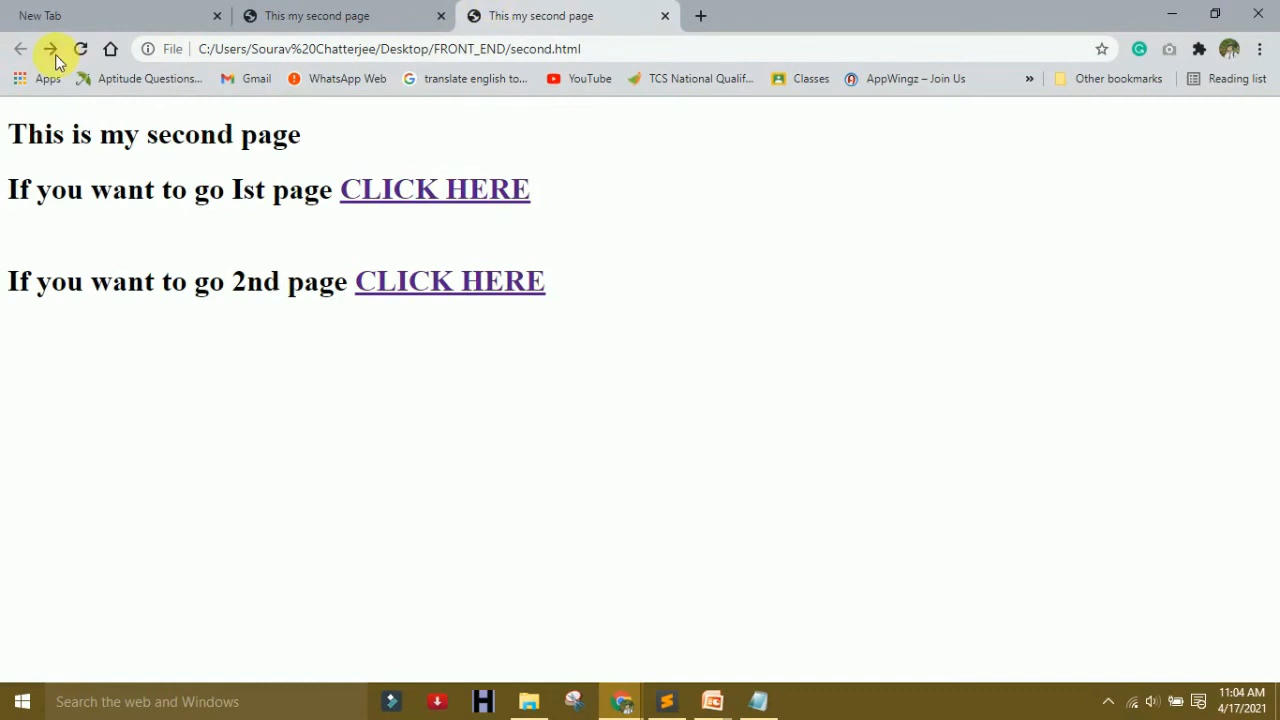 New Tab
This my second page
This my second page
File
C:/Users/Sourav%20Chatterjee/Desktop/FRONT_END/second.html
Apps
Aptitude Questions...
Gmail
WhatsApp Web
translate english to...
YouTube
TCS National Qualif...
Classes
AppWingz – Join Us
»
Other bookmarks
Reading list
This is my second page
If you want to go Ist page CLICK HERE
If you want to go 2nd page CLICK HERE
Search the web and Windows
11:04 AM
4/17/2021